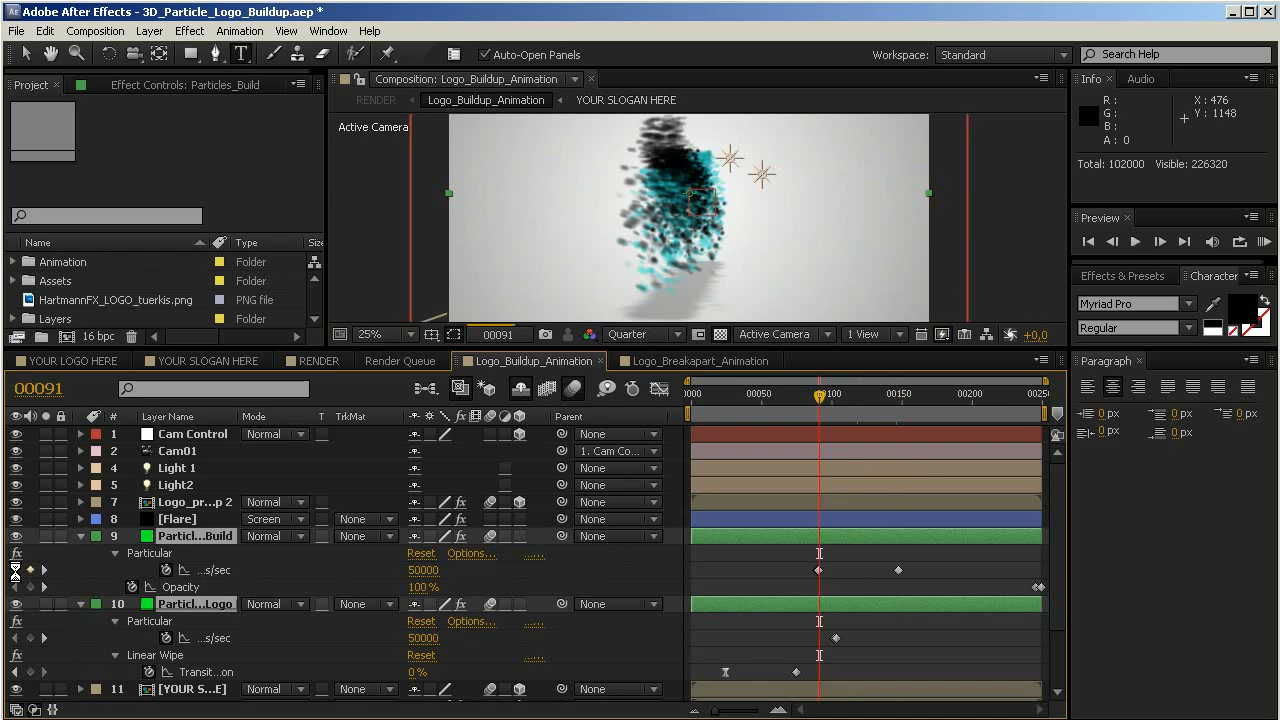 Adobe After Effects - 3D_Particle_Logo_Buildup.aep *
File Edit Composition Layer Effect Animation View Window Help
Auto-Open Panels
Workspace: Standard
Search Help
Project
Effect Controls: Particles_Build
Composition: Logo_Buildup_Animation
Info Audio
RENDER Logo_Buildup_Animation YOUR SLOGAN HERE
R :
G :
B :
A : 0
X : 476
Y : 1148
Active Camera
Total: 102000 Visible: 226320
Preview
Name Type Size
Animation Folder
Assets Folder
HartmannFX_LOGO_tuerkis.png PNG file
Layers Folder
16 bpc
25% 00091 Quarter Active Camera 1 View +0,0
Effects & Presets Character
Myriad Pro
Regular
YOUR LOGO HERE YOUR SLOGAN HERE RENDER Render Queue Logo_Buildup_Animation Logo_Breakapart_Animation
Paragraph
00091
0000 00050 00100 00150 00200 0025
# Layer Name Mode T TrkMat Parent
0 px 0 px 0 px
0 px 0 px
1 Cam Control Normal None
2 Cam01 1. Cam Co...
4 Light 1 None
5 Light2 None
7 Logo_pr...p 2 Normal None
8 [Flare] Screen None None
9 Particl...Build Normal None None
fx Particular Reset Options... ......
...s/sec 50000
Opacity 100 %
10 Particl...Logo Normal None None
fx Particular Reset Options... ......
...s/sec 50000
fx Linear Wipe Reset
Transit...on 0 %
11 [YOUR S...E] Normal None None